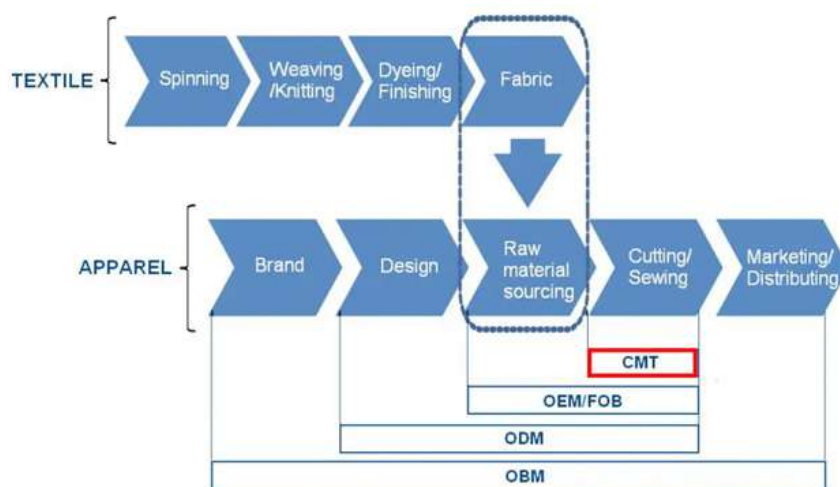 TEXTILE
Spinning
Weaving
/Knitting
Dyeing/
Finishing
Fabric
APPAREL
Brand
Design
Raw
material
sourcing
Cutting/
Sewing
Marketing/
Distributing
CMT
OEM/FOB
ODM
OBM